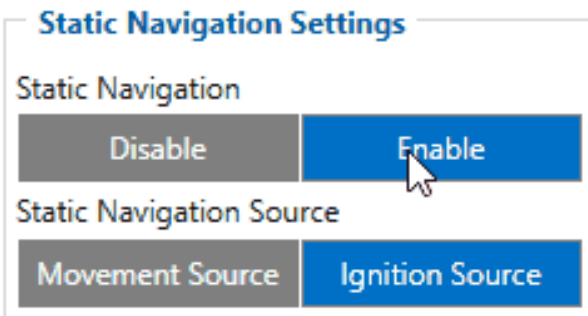 Static Navigation Settings
Static Navigation
Disable Enable
Static Navigation Source
Movement Source Ignition Source